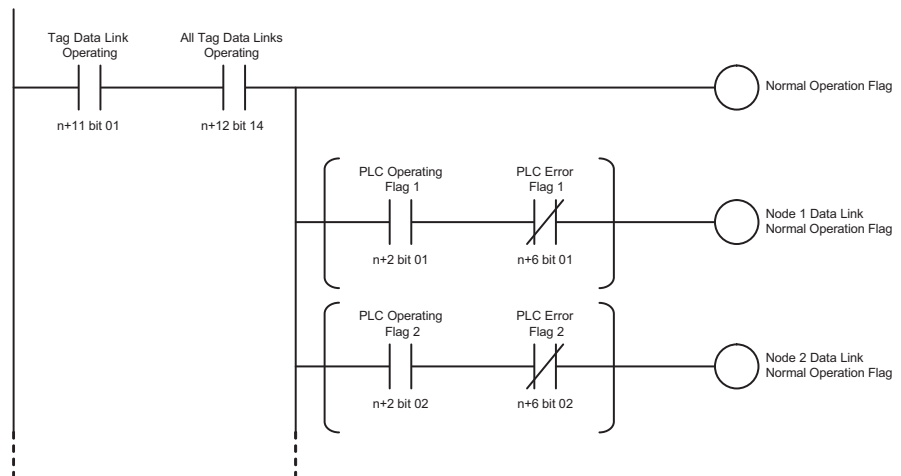 Tag Data Link
Operating
All Tag Data Links
Operating
Normal Operation Flag
n+11 bit 01
n+12 bit 14
PLC Operating
Flag 1
PLC Error
Flag 1
Node 1 Data Link
Normal Operation Flag
n+2 bit 01
n+6 bit 01
PLC Operating
Flag 2
PLC Error
Flag 2
Node 2 Data Link
Normal Operation Flag
n+2 bit 02
n+6 bit 02